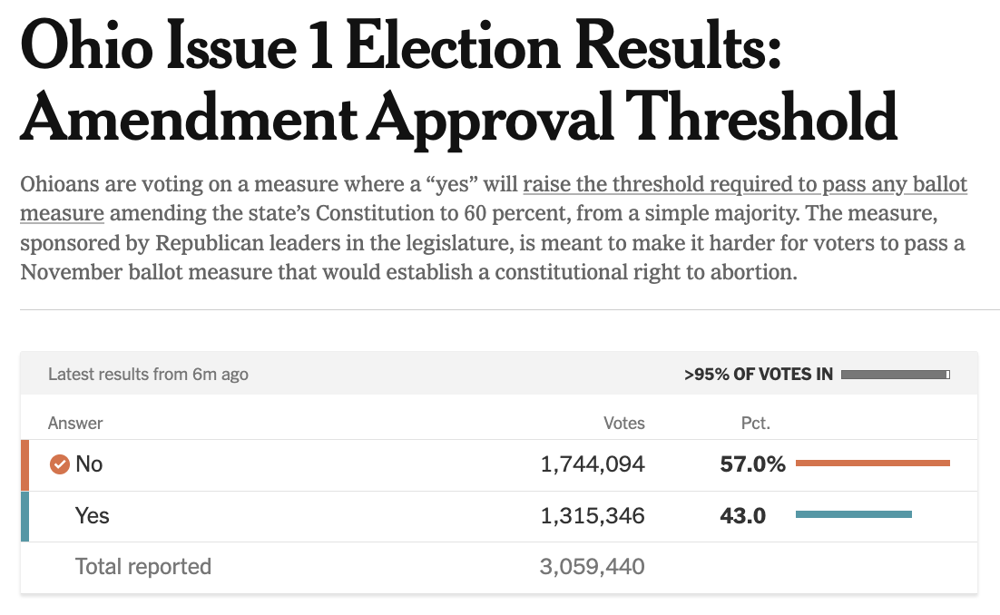 Ohio Issue 1 Election Results:
Amendment Approval Threshold
Ohioans are voting on a measure where a “yes” will raise the threshold required to pass any ballot
measure amending the state’s Constitution to 60 percent, from a simple majority. The measure,
sponsored by Republican leaders in the legislature, is meant to make it harder for voters to pass a
November ballot measure that would establish a constitutional right to abortion.
Latest results from 6m ago >95% OF VOTES IN
Answer Votes Pct.
No 1,744,094 57.0%
Yes 1,315,346 43.0
Total reported 3,059,440